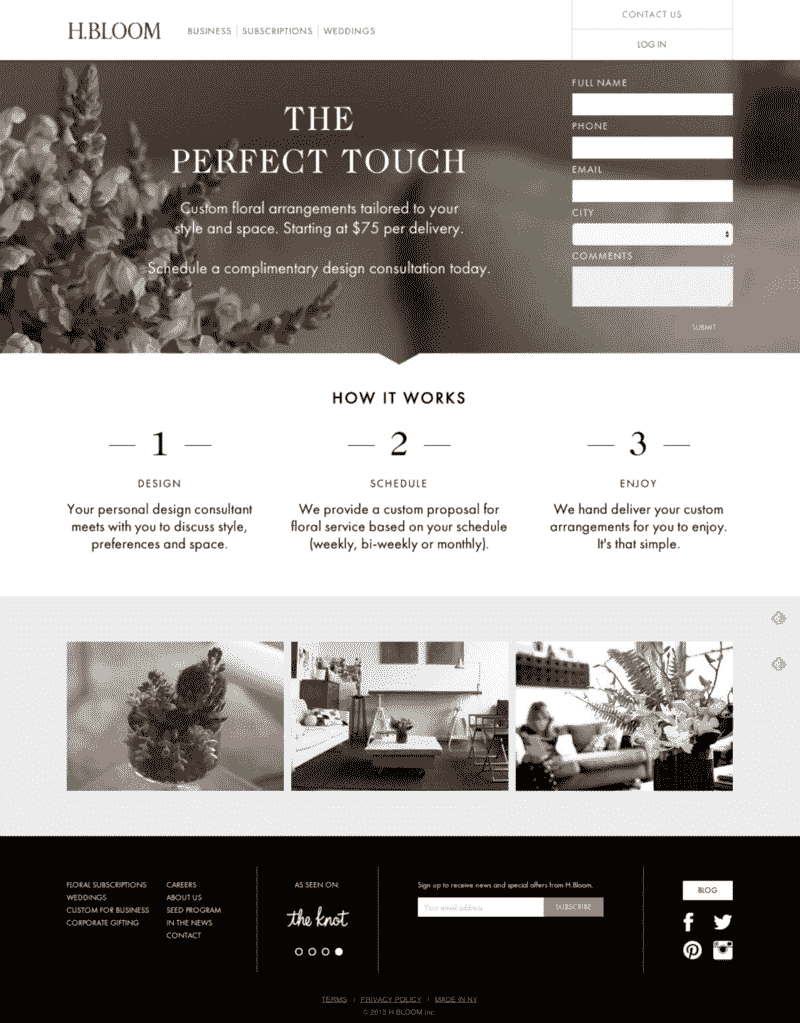 H.BLOOM
BUSINESS | SUBSCRIPTIONS | WEDDINGS
CONTACT US
LOG IN
THE
PERFECT TOUCH
Custom floral arrangements tailored to your
style and space. Starting at $75 per delivery.
Schedule a complimentary design consultation today.
FULL NAME
PHONE
EMAIL
CITY
COMMENTS
SUBMIT
HOW IT WORKS
1
DESIGN
Your personal design consultant
meets with you to discuss style,
preferences and space.
2
SCHEDULE
We provide a custom proposal for
floral service based on your schedule
(weekly, bi-weekly or monthly).
3
ENJOY
We hand deliver your custom
arrangements for you to enjoy.
It's that simple.
FLORAL SUBSCRIPTIONS
WEDDINGS
CUSTOM FOR BUSINESS
CORPORATE GIFTING
CAREERS
ABOUT US
SEED PROGRAM
IN THE NEWS
CONTACT
AS SEEN ON:
the knot
Sign up to receive news and special offers from H.Bloom.
Your email address
SUBSCRIBE
BLOG
TERMS / PRIVACY POLICY / MADE IN NY
© 2015 H.BLOOM Inc.